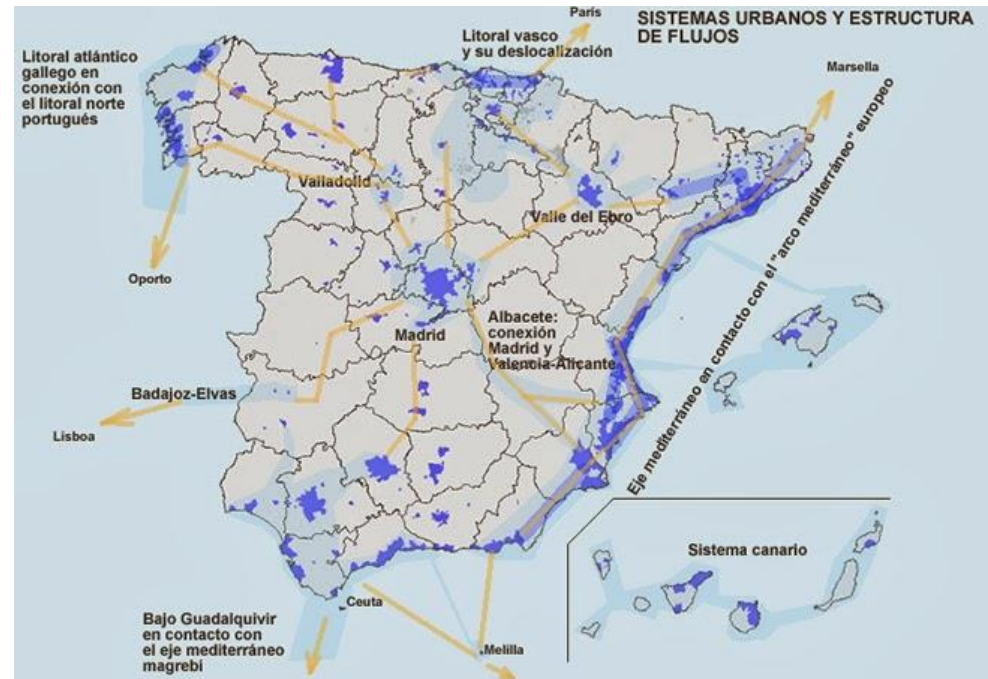 SISTEMAS URBANOS Y ESTRUCTURA
DE FLUJOS
París
Litoral vasco
y su deslocalización
Litoral atlántico
gallego en
conexión con
el litoral norte
portugués
Marsella
Valladolid
Valle del Ebro
Oporto
Eje mediterráneo en contacto con el "arco mediterráneo" europeo
Madrid
Albacete:
conexión
Madrid y
Valencia-Alicante
Badajoz-Elvas
Lisboa
Sistema canario
Ceuta
Bajo Guadalquivir
en contacto con
el eje mediterráneo
magrebí
Melilla